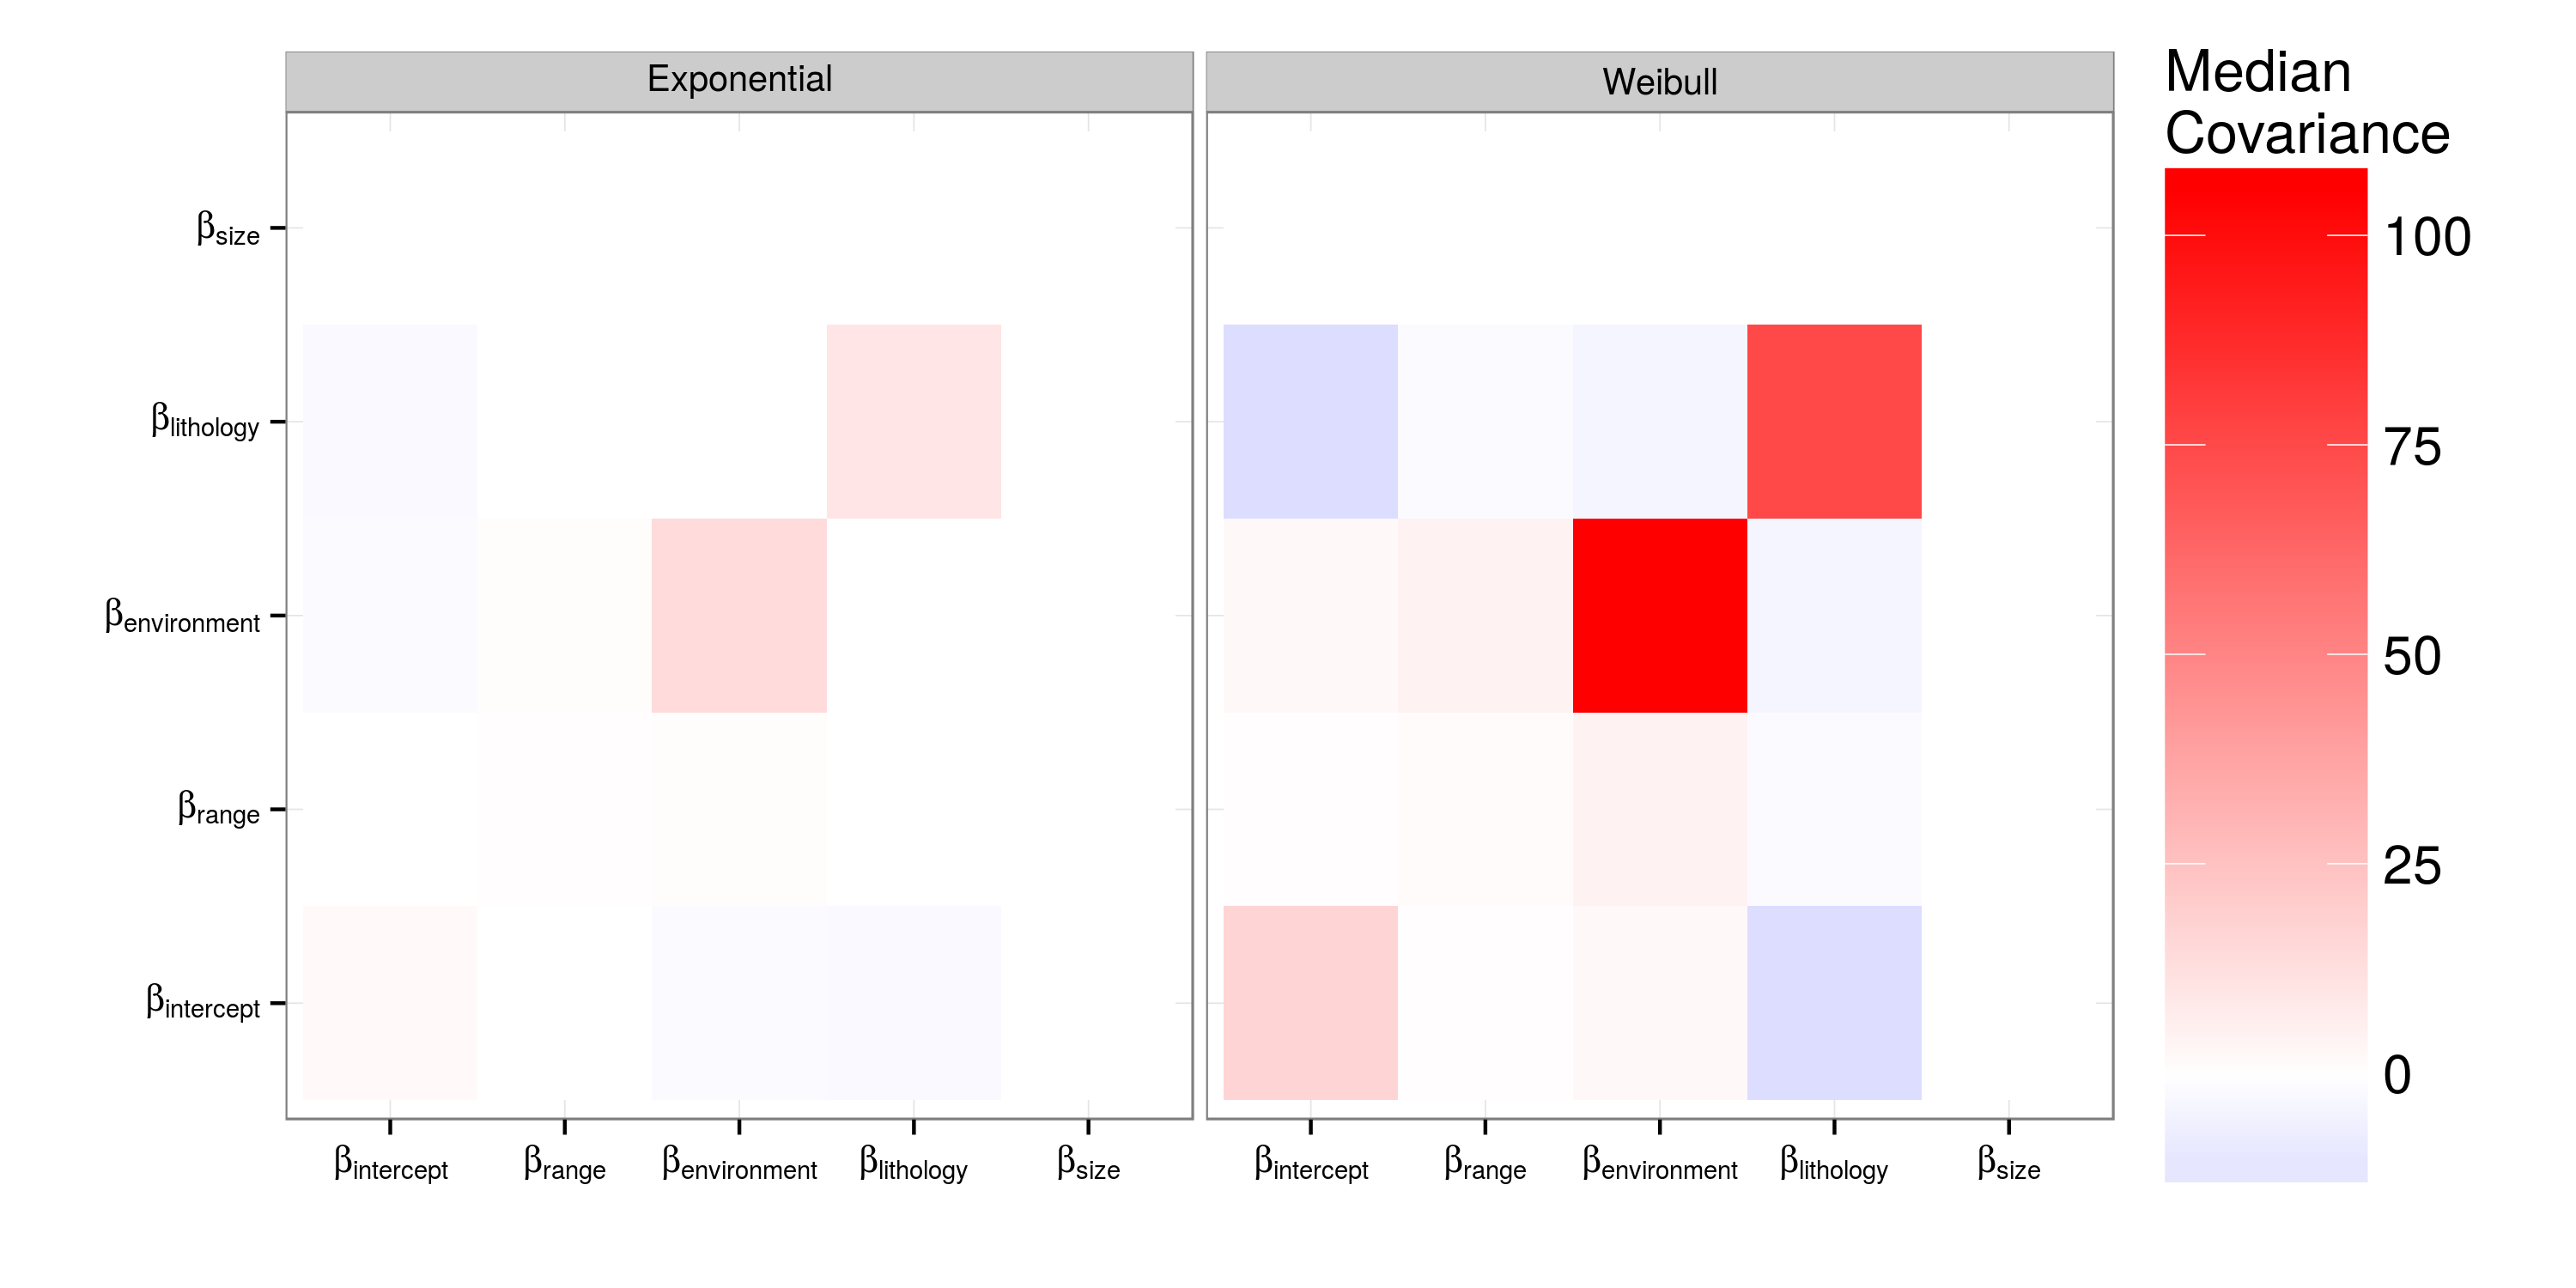 Exponential
Weibull
Median
Covariance
100
75
50
25
0
βsize
βlithology
βenvironment
βrange
βintercept
βintercept βrange βenvironment βlithology βsize
βintercept βrange βenvironment βlithology βsize